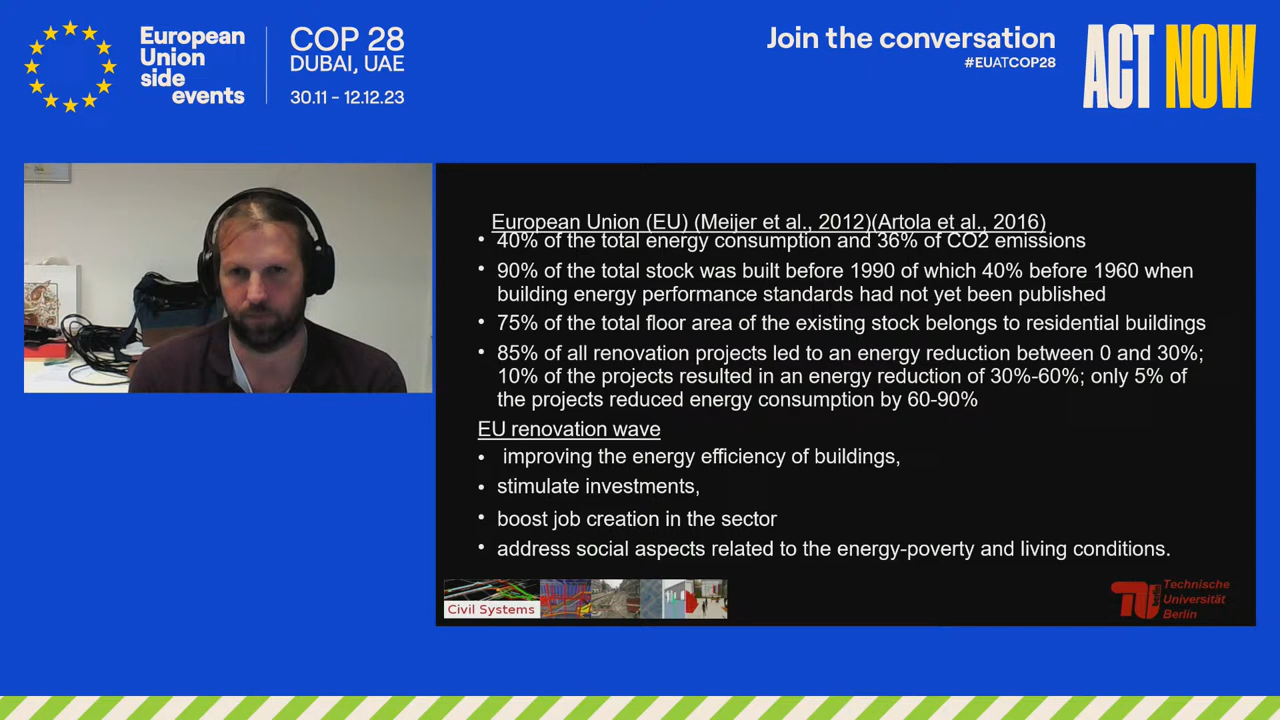 European
Union
side
events
COP 28
DUBAI, UAE
30.11 – 12.12.23
Join the conversation
#EUATCOP28
ACT NOW
European Union (EU) (Meijer et al., 2012)(Artola et al., 2016)
• 40% of the total energy consumption and 36% of CO2 emissions
• 90% of the total stock was built before 1990 of which 40% before 1960 when
building energy performance standards had not yet been published
• 75% of the total floor area of the existing stock belongs to residential buildings
• 85% of all renovation projects led to an energy reduction between 0 and 30%;
10% of the projects resulted in an energy reduction of 30%-60%; only 5% of
the projects reduced energy consumption by 60-90%
EU renovation wave
• improving the energy efficiency of buildings,
• stimulate investments,
• boost job creation in the sector
• address social aspects related to the energy-poverty and living conditions.
Civil Systems
Technische
Universität
Berlin